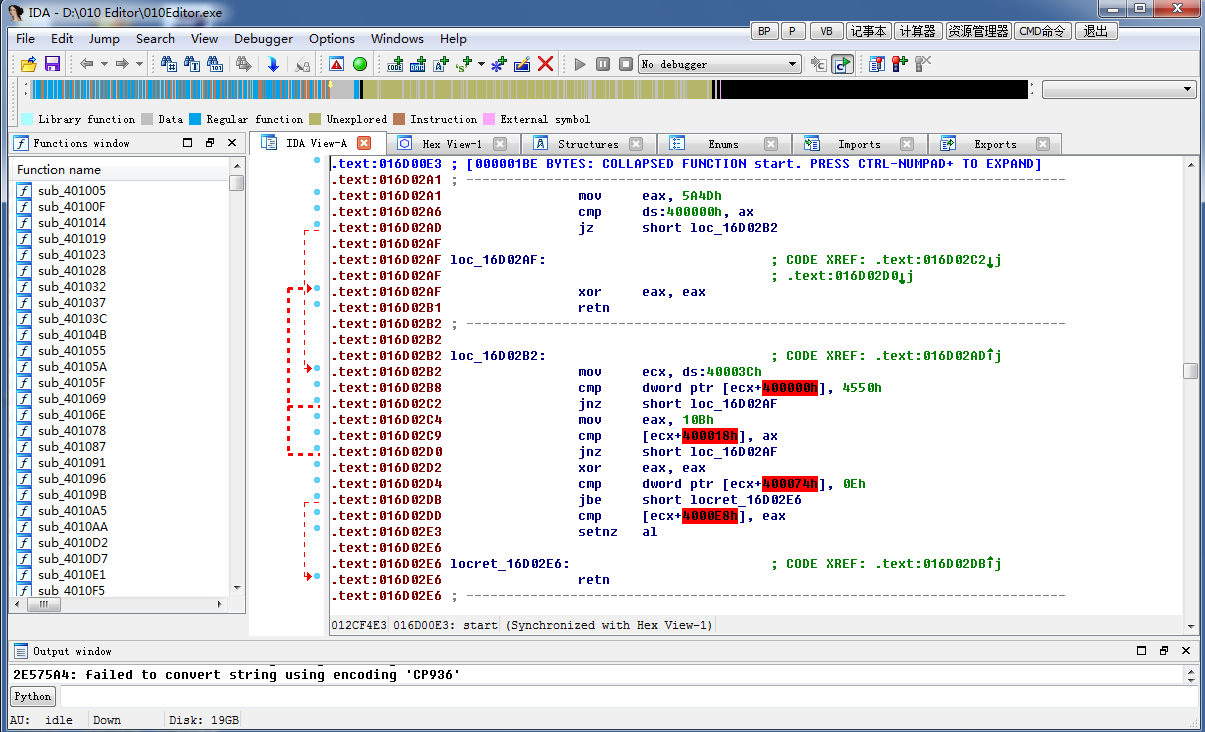 IDA - D:\010 Editor\010Editor.exe
File Edit Jump Search View Debugger Options Windows Help
BP P VB 记事本 计算器 资源管理器 CMD命令 退出
No debugger
Library function Data Regular function Unexplored Instruction External symbol
Functions window
IDA View-A Hex View-1 Structures Enums Imports Exports
Function name
sub_401005
sub_40100F
sub_401014
sub_401019
sub_401023
sub_401028
sub_401032
sub_401037
sub_40103C
sub_40104B
sub_401055
sub_40105A
sub_40105F
sub_401069
sub_40106E
sub_401078
sub_401087
sub_401091
sub_401096
sub_40109B
sub_4010A5
sub_4010AA
sub_4010D2
sub_4010D7
sub_4010E1
sub_4010F5
.text:016D00E3 ; [000001BE BYTES: COLLAPSED FUNCTION start. PRESS CTRL-NUMPAD+ TO EXPAND]
.text:016D02A1 ; ---------------------------------------------------------------------------
.text:016D02A1 mov eax, 5A4Dh
.text:016D02A6 cmp ds:400000h, ax
.text:016D02AD jz short loc_16D02B2
.text:016D02AF
.text:016D02AF loc_16D02AF: ; CODE XREF: .text:016D02C2↓j
.text:016D02AF ; .text:016D02D0↓j
.text:016D02AF xor eax, eax
.text:016D02B1 retn
.text:016D02B2 ; ---------------------------------------------------------------------------
.text:016D02B2
.text:016D02B2 loc_16D02B2: ; CODE XREF: .text:016D02AD↑j
.text:016D02B2 mov ecx, ds:40003Ch
.text:016D02B8 cmp dword ptr [ecx+400000h], 4550h
.text:016D02C2 jnz short loc_16D02AF
.text:016D02C4 mov eax, 10Bh
.text:016D02C9 cmp [ecx+400018h], ax
.text:016D02D0 jnz short loc_16D02AF
.text:016D02D2 xor eax, eax
.text:016D02D4 cmp dword ptr [ecx+400074h], 0Eh
.text:016D02DB jbe short locret_16D02E6
.text:016D02DD cmp [ecx+4000E8h], eax
.text:016D02E3 setnz al
.text:016D02E6
.text:016D02E6 locret_16D02E6: ; CODE XREF: .text:016D02DB↑j
.text:016D02E6 retn
.text:016D02E6 ; ---------------------------------------------------------------------------
012CF4E3 016D00E3: start (Synchronized with Hex View-1)
Output window
2E575A4: failed to convert string using encoding 'CP936'
Python
AU: idle Down Disk: 19GB